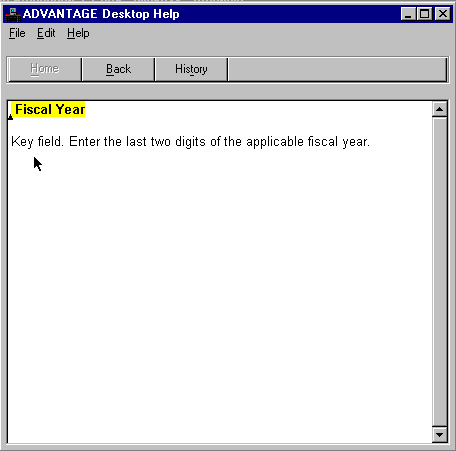 ADVANTAGE Desktop Help
File Edit Help
Home Back History
Fiscal Year
Key field. Enter the last two digits of the applicable fiscal year.